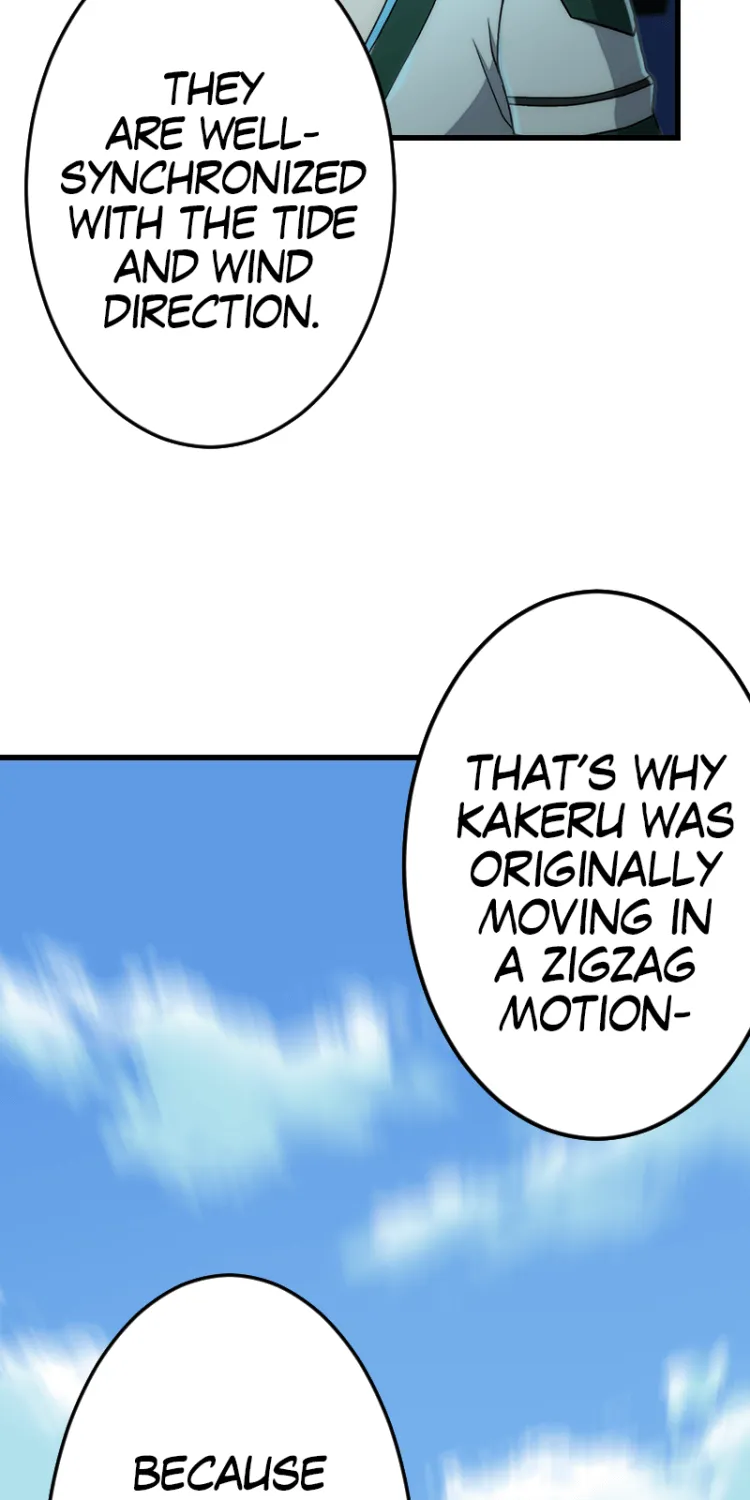 THEY
ARE WELL-
SYNCHRONIZED
WITH THE TIDE
AND WIND
DIRECTION.
THAT'S WHY
KAKERU WAS
ORIGINALLY
MOVING IN
A ZIGZAG
MOTION-
BECAUSE